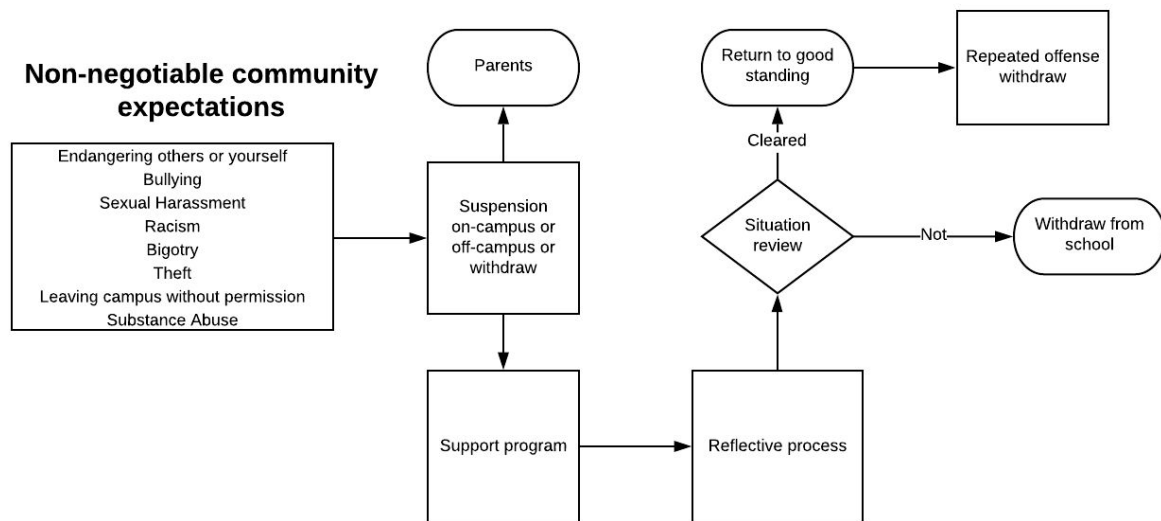 Non-negotiable community
expectations
Endangering others or yourself
Bullying
Sexual Harassment
Racism
Bigotry
Theft
Leaving campus without permission
Substance Abuse
Parents
Suspension
on-campus or
off-campus or
withdraw
Support program
Reflective process
Situation
review
Cleared
Return to good
standing
Repeated offense
withdraw
Not
Withdraw from
school